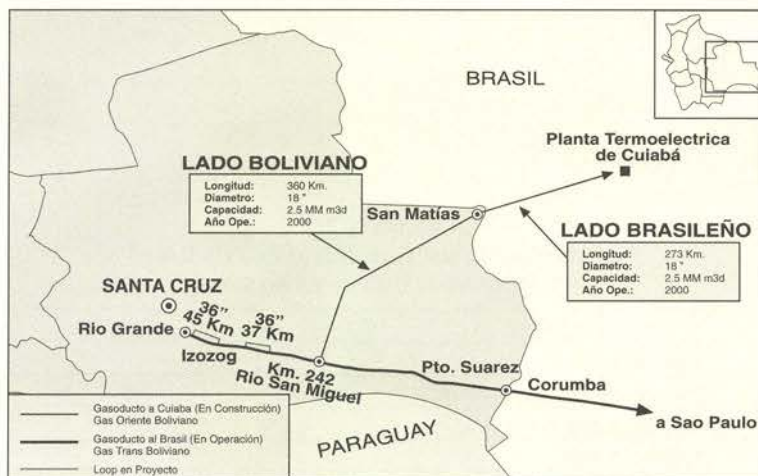 BRASIL
Planta Termoelectrica
de Cuiabá
LADO BOLIVIANO
Longitud: 360 Km.
Diametro: 18 "
Capacidad: 2.5 MM m3d
Año Ope.: 2000
San Matías
LADO BRASILEÑO
Longitud: 273 Km.
Diametro: 18 "
Capacidad: 2.5 MM m3d
Año Ope.: 2000
SANTA CRUZ
36" 36"
45 Km 37 Km
Rio Grande
Izozog
Km. 242
Rio San Miguel
Pto. Suarez
Corumba
a Sao Paulo
PARAGUAY
Gasoducto a Cuiaba (En Construcción)
Gas Oriente Boliviano
Gasoducto al Brasil (En Operación)
Gas Trans Boliviano
Loop en Proyecto